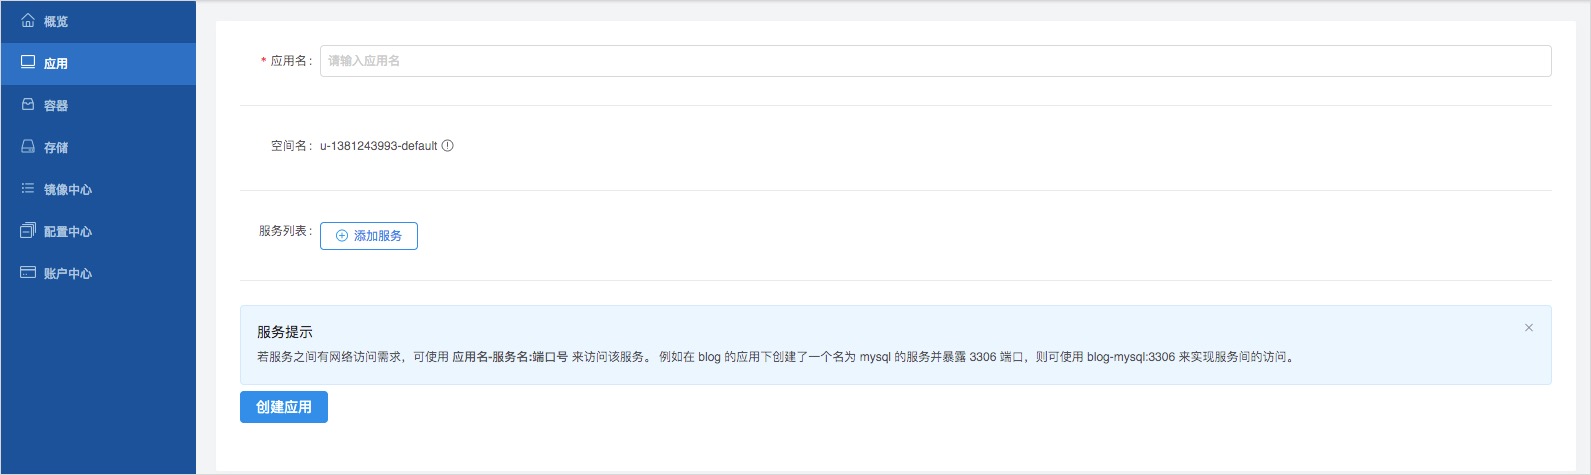 概览
应用
容器
存储
镜像中心
配置中心
账户中心
* 应用名： 请输入应用名
空间名： u-1381243993-default
服务列表： 添加服务
服务提示
若服务之间有网络访问需求，可使用 应用名-服务名:端口号 来访问该服务。 例如在 blog 的应用下创建了一个名为 mysql 的服务并暴露 3306 端口，则可使用 blog-mysql:3306 来实现服务间的访问。
创建应用